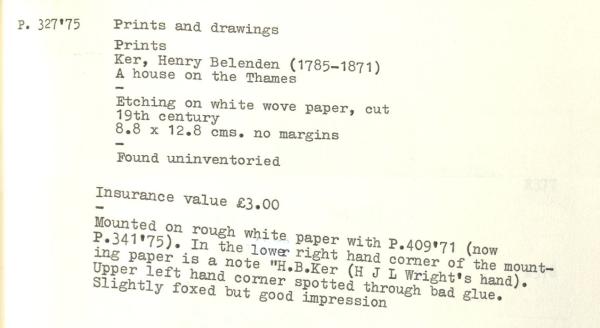 P. 327'75 Prints and drawings
Prints
Ker, Henry Belenden (1785-1871)
A house on the Thames
-
Etching on white wove paper, cut
19th century
8.8 x 12.8 cms. no margins
-
Found uninventoried
Insurance value £3.00
-
Mounted on rough white paper with P.409'71 (now
P.341'75). In the lower right hand corner of the mount-
ing paper is a note "H.B.Ker (H J L Wright's hand).
Upper left hand corner spotted through bad glue.
Slightly foxed but good impression